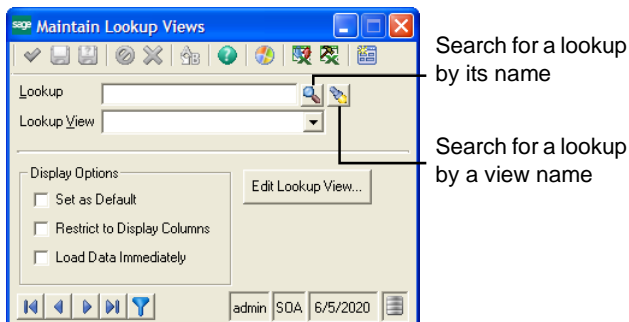 sage Maintain Lookup Views
Search for a lookup
by its name
Lookup
Lookup View
Search for a lookup
by a view name
Display Options
Set as Default
Edit Lookup View...
Restrict to Display Columns
Load Data Immediately
admin SOA 6/5/2020